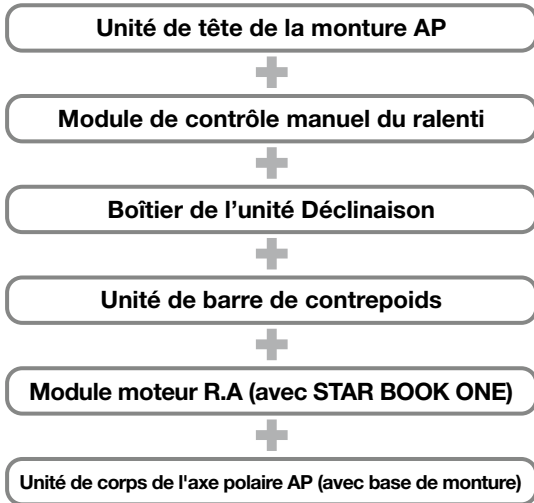 Unité de tête de la monture AP
+
Module de contrôle manuel du ralenti
+
Boîtier de l’unité Déclinaison
+
Unité de barre de contrepoids
+
Module moteur R.A (avec STAR BOOK ONE)
+
Unité de corps de l'axe polaire AP (avec base de monture)